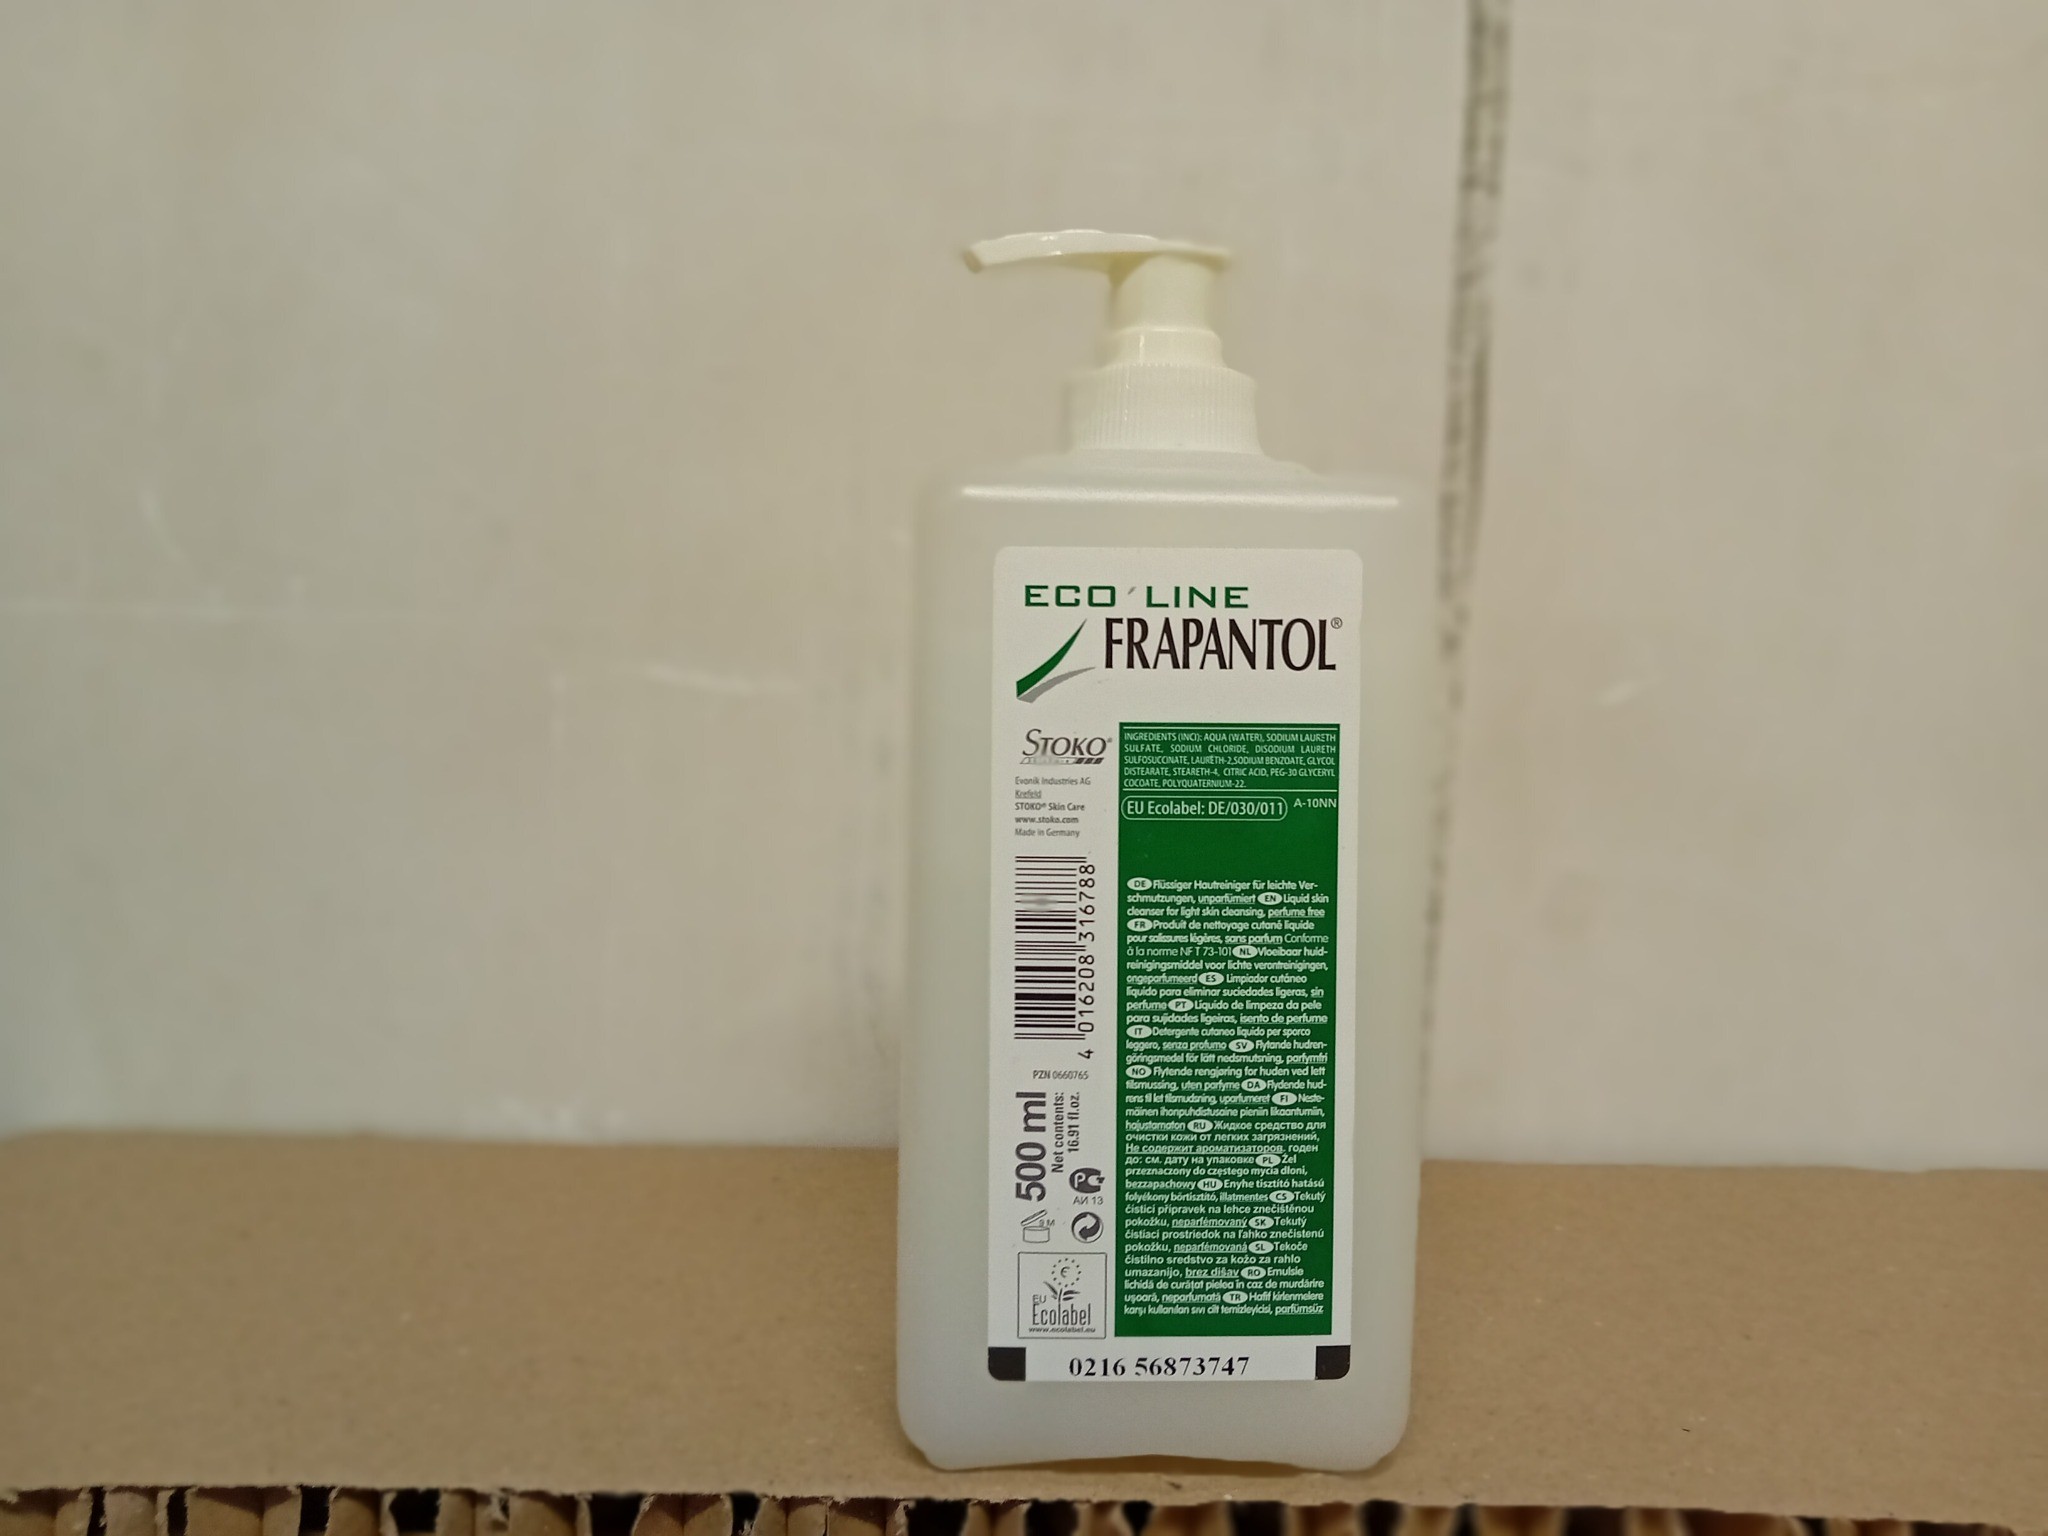 ECO LINE
FRAPANTOL®
STOKO®
Evonik Industries AG
Krefeld
STOKO® Skin Care
www.stoko.com
Made in Germany
INGREDIENTS (INCI): AQUA (WATER), SODIUM LAURETH
SULFATE, SODIUM CHLORIDE, DISODIUM LAURETH
SULFOSUCCINATE, LAURETH-2,SODIUM BENZOATE, GLYCOL
DISTEARATE, STEARETH-4, CITRIC ACID, PEG-30 GLYCERYL
COCOATE, POLYQUATERNIUM-22.
EU Ecolabel: DE/030/011 A-10NN
DE Flüssiger Hautreiniger für leichte Ver-
schmutzungen, unparfümiert EN Liquid skin
cleanser for light skin cleansing, perfume free
FR Produit de nettoyage cutané liquide
pour salissures légères, sans parfum Conforme
à la norme NF T 73-101 NL Vloeibaar huid-
reinigingsmiddel voor lichte verontreinigingen,
ongeparfumeerd ES Limpiador cutáneo
líquido para eliminar suciedades ligeras, sin
perfume PT Líquido de limpeza da pele
para sujidades ligeiras, isento de perfume
IT Detergente cutaneo liquido per sporco
leggero, senza profumo SV Flytande hudren-
göringsmedel för lätt nedsmutsning, parfymfri
NO Flytende rengjøring for huden ved lett
tilsmussing, uten parfyme DA Flydende hud-
rens til let tilsmudsning, uparfumeret FI Neste-
mäinen ihonpuhdistusaine pieniin likaantumiin,
hajustamaton RU Жидкое средство для
очистки кожи от легких загрязнений,
Не содержит ароматизаторов. годен
до: см. дату на упаковке PL Żel
przeznaczony do częstego mycia dłoni,
bezzapachowy HU Enyhe tisztító hatású
folyékony bőrtisztító, illatmentes CS Tekutý
čisticí přípravek na lehce znečištěnou
pokožku, neparfémovaný SK Tekutý
čistiaci prostriedok na ľahko znečistenú
pokožku, neparfémovaná SL Tekoče
čistilno sredstvo za kožo za rahlo
umazanijo, brez dišav RO Emulsie
lichidă de curățat pielea în caz de murdărire
ușoară, neparfumată TR Hafif kirlenmelere
karşı kullanılan sıvı cilt temizleyicisi, parfümsüz
4 016208 316788
PZN 0660765
500 ml
Net contents:
16.91 fl.oz.
АИ 13
9 M
EU
Ecolabel
www.ecolabel.eu
0216 56873747